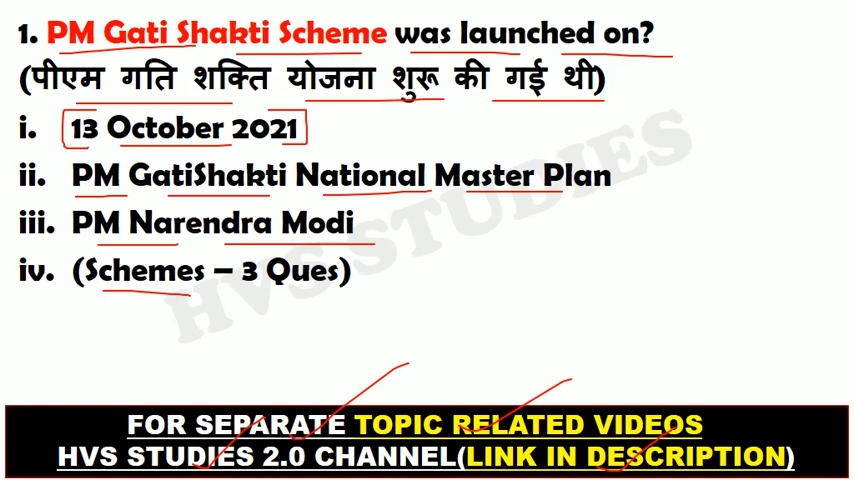 1. PM Gati Shakti Scheme was launched on?
(पीएम गति शक्ति योजना शुरू की गई थी)
i. 13 October 2021
ii. PM GatiShakti National Master Plan
iii. PM Narendra Modi
iv. (Schemes – 3 Ques)
HVS STUDIES
FOR SEPARATE TOPIC RELATED VIDEOS
HVS STUDIES 2.0 CHANNEL(LINK IN DESCRIPTION)